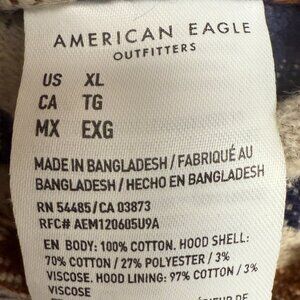 AMERICAN EAGLE
OUTFITTERS
US XL
CA TG
MX EXG
MADE IN BANGLADESH / FABRIQUÉ AU
BANGLADESH / HECHO EN BANGLADESH
RN 54485 / CA 03873
RFC# AEM120605U9A
EN BODY: 100% COTTON. HOOD SHELL:
70% COTTON / 27% POLYESTER / 3%
VISCOSE. HOOD LINING: 97% COTTON / 3%
VISCOSE